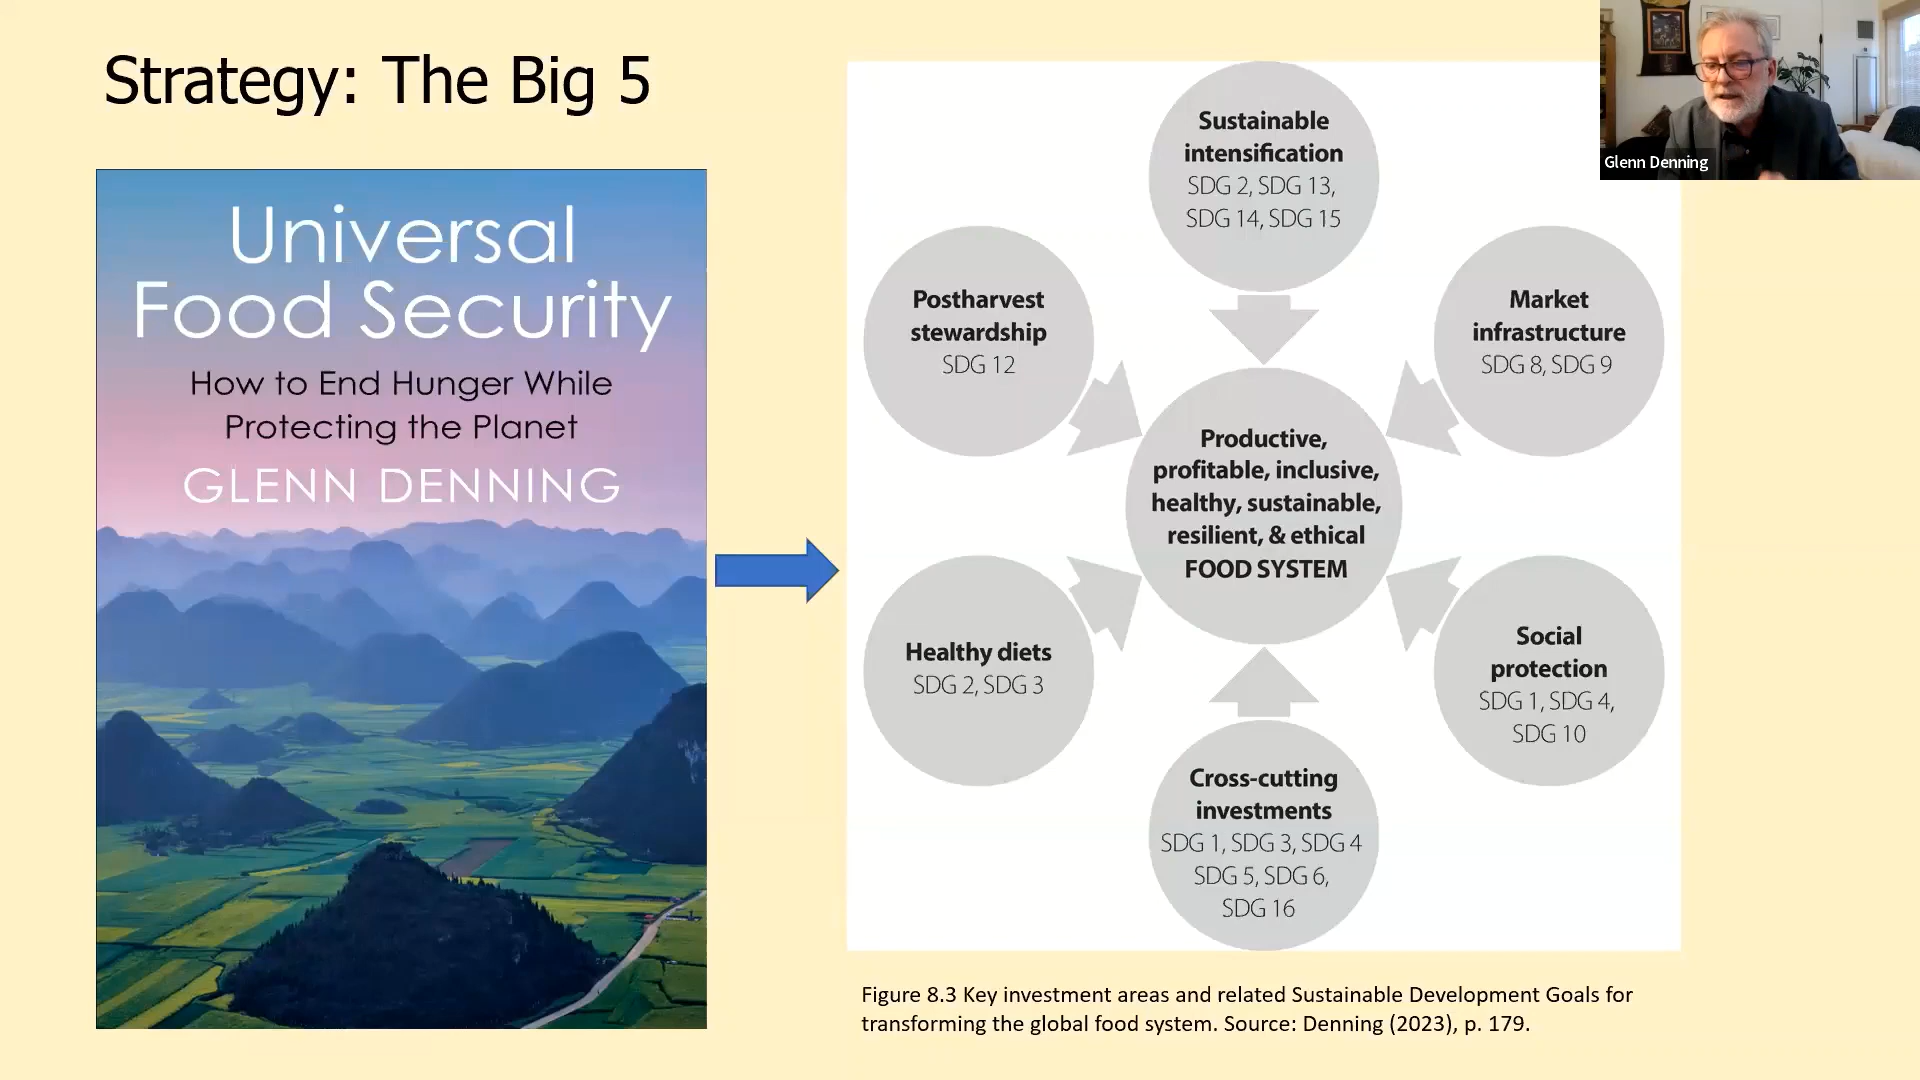 Strategy: The Big 5
Universal
Food Security
How to End Hunger While
Protecting the Planet
GLENN DENNING
Sustainable
intensification
SDG 2, SDG 13,
SDG 14, SDG 15
Postharvest
stewardship
SDG 12
Market
infrastructure
SDG 8, SDG 9
Productive,
profitable, inclusive,
healthy, sustainable,
resilient, & ethical
FOOD SYSTEM
Healthy diets
SDG 2, SDG 3
Social
protection
SDG 1, SDG 4,
SDG 10
Cross-cutting
investments
SDG 1, SDG 3, SDG 4
SDG 5, SDG 6,
SDG 16
Figure 8.3 Key investment areas and related Sustainable Development Goals for
transforming the global food system. Source: Denning (2023), p. 179.
Glenn Denning